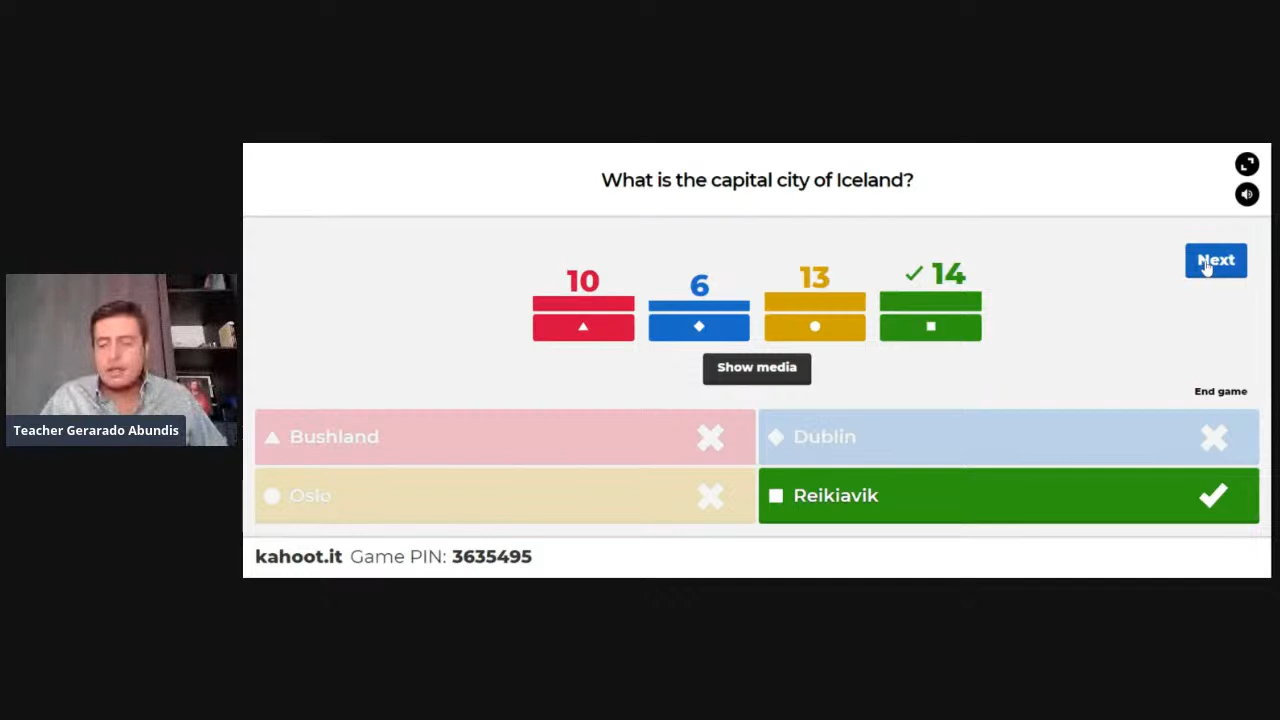 What is the capital city of Iceland?
Next
10
6
13
14
Show media
End game
Bushland
Dublin
Oslo
Reikiavik
Teacher Gerarado Abundis
kahoot.it Game PIN: 3635495